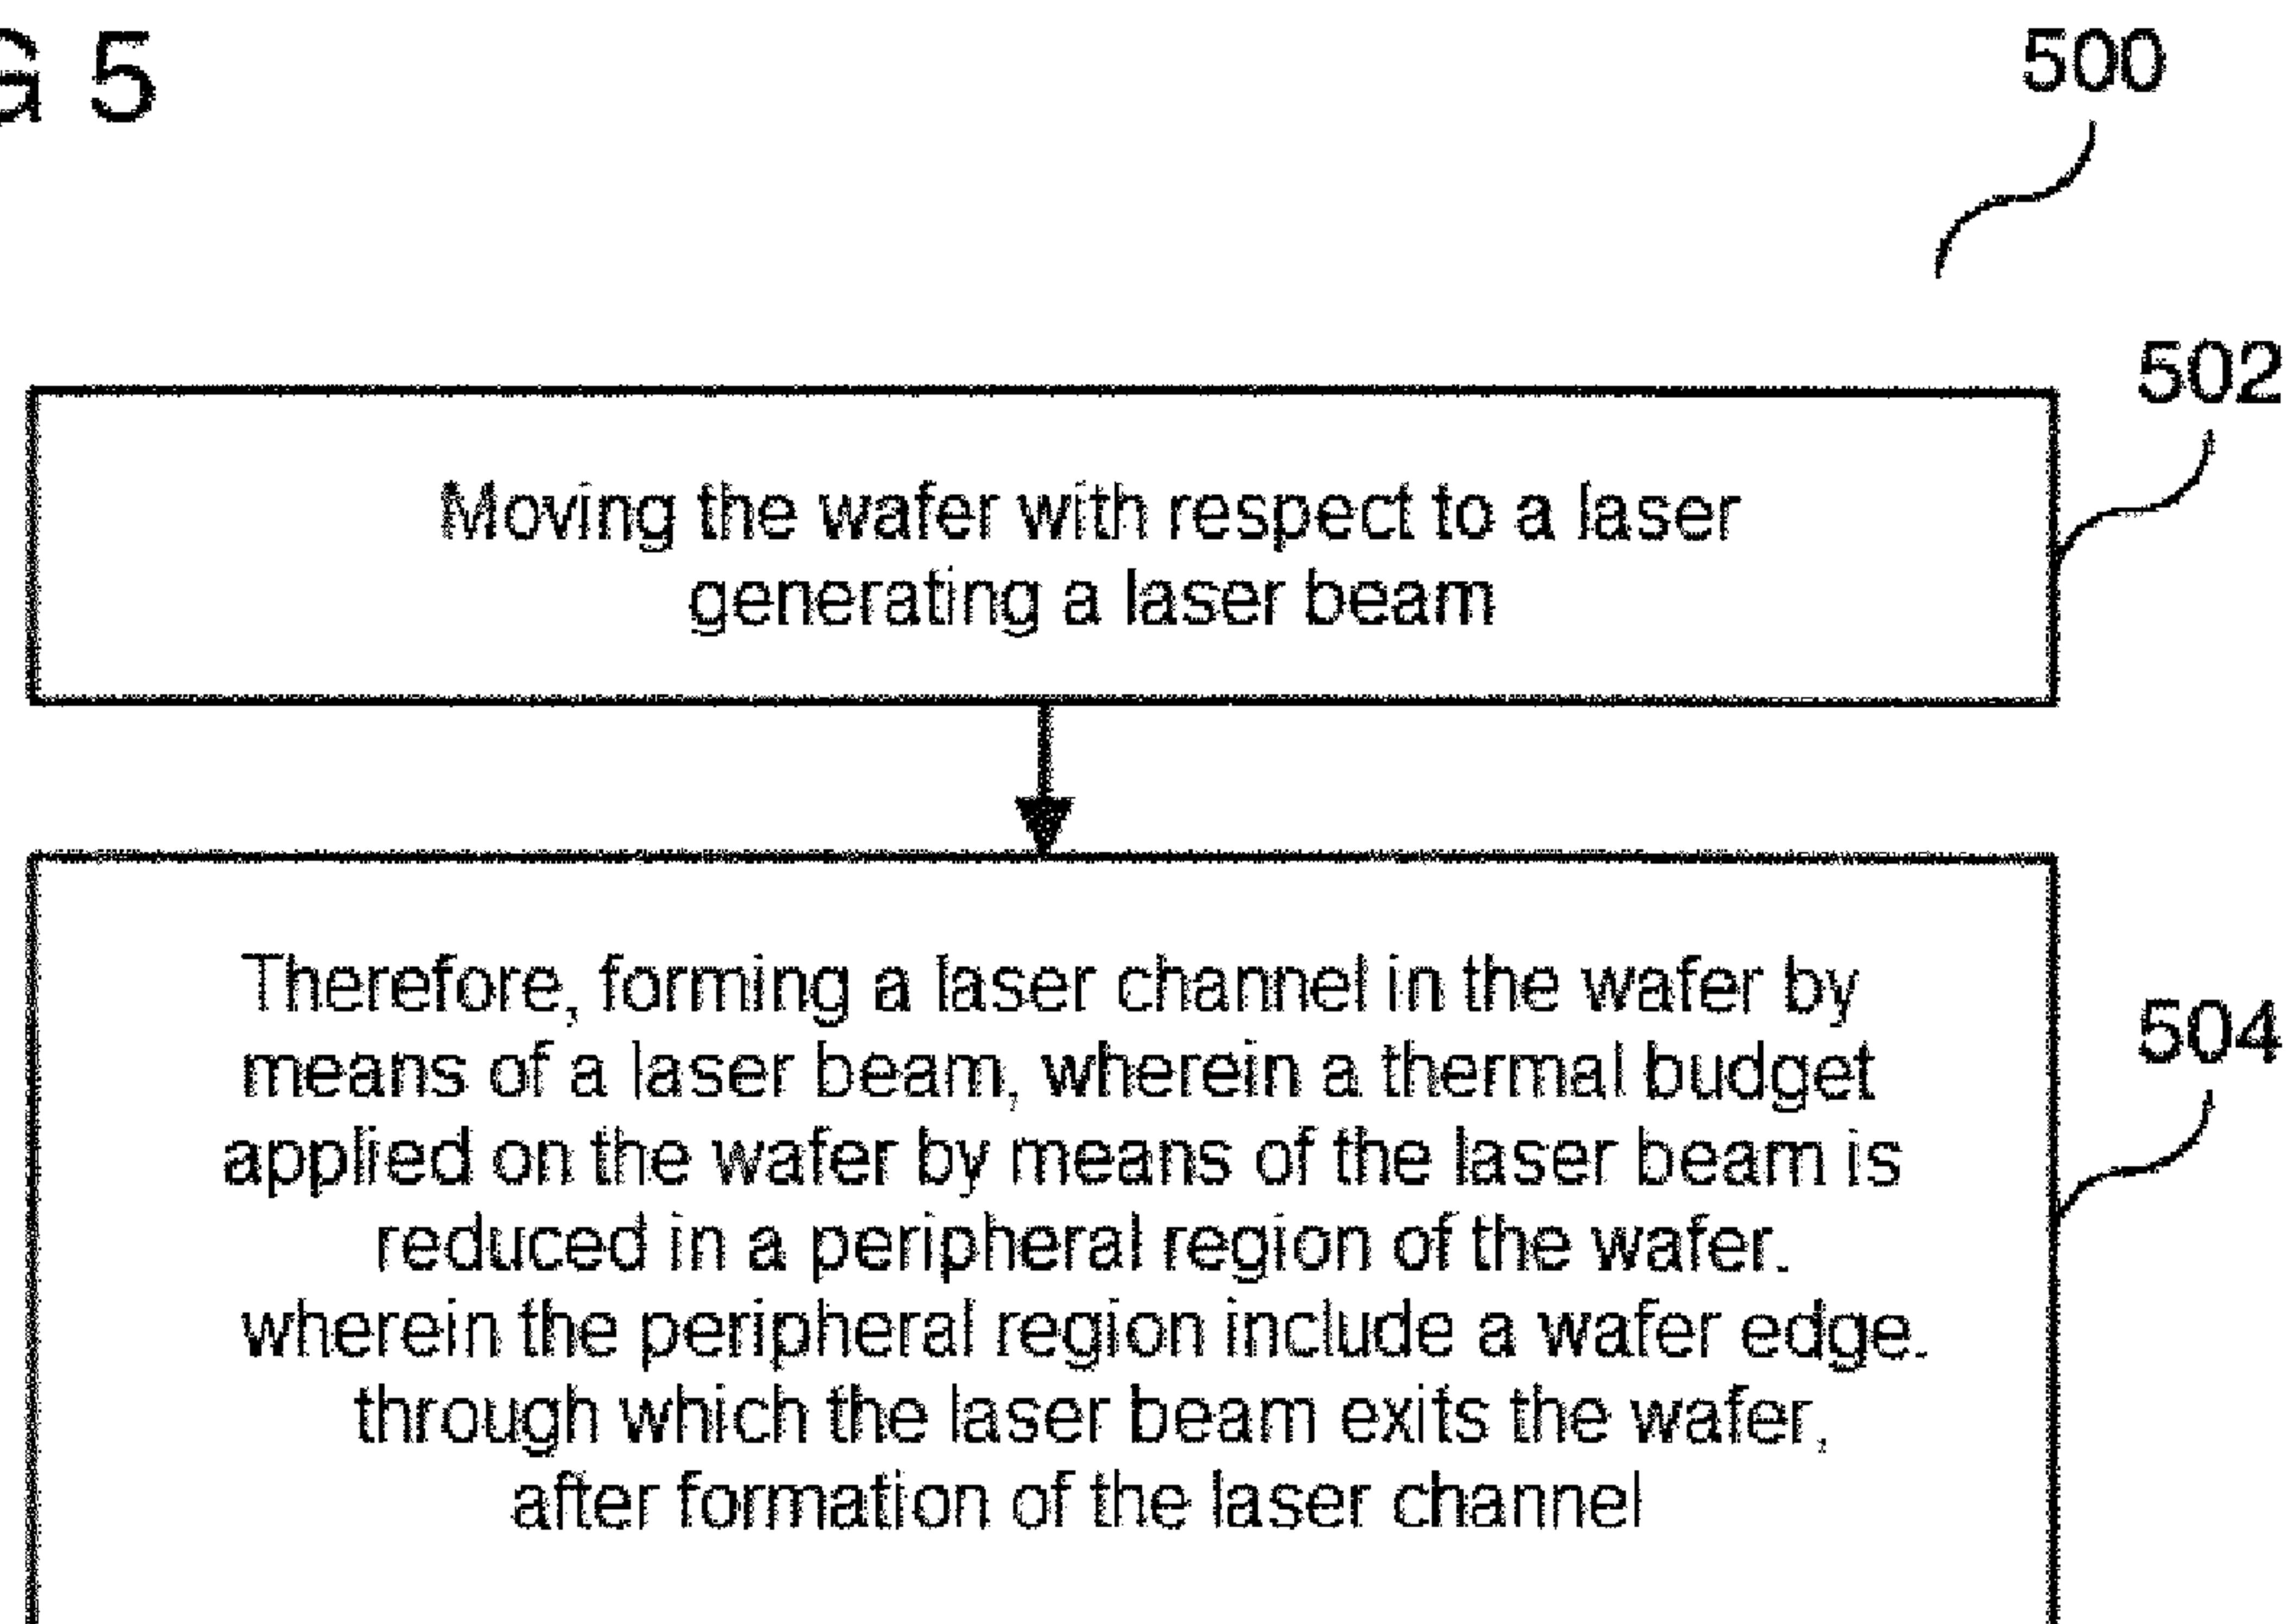 G 5
500
502
Moving the wafer with respect to a laser
generating a laser beam
Therefore, forming a laser channel in the wafer by
means of a laser beam, wherein a thermal budget
applied on the wafer by means of the laser beam is
reduced in a peripheral region of the wafer.
wherein the peripheral region include a wafer edge.
through which the laser beam exits the wafer,
after formation of the laser channel
504